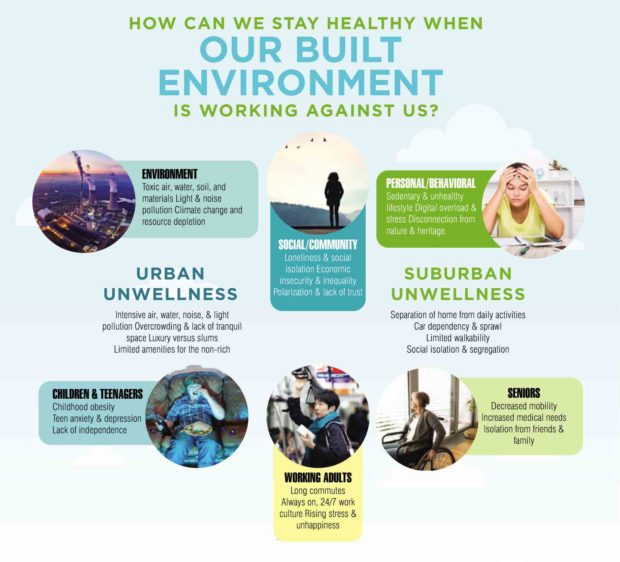 HOW CAN WE STAY HEALTHY WHEN
OUR BUILT
ENVIRONMENT
IS WORKING AGAINST US?
ENVIRONMENT
Toxic air, water, soil, and
materials Light & noise
pollution Climate change and
resource depletion
SOCIAL/COMMUNITY
Loneliness & social
isolation Economic
insecurity & inequality
Polarization & lack of trust
PERSONAL/BEHAVIORAL
Sedentary & unhealthy
lifestyle Digital overload &
stress Disconnection from
nature & herilage
URBAN
UNWELLNESS
Intensive air, water, noise, & light
pollution Overcrowding & lack of tranquil
space Luxury versus slums
Limited amenities for the non-rich
SUBURBAN
UNWELLNESS
Separation of home from daily activities
Car dependency & sprawl
Limited walkability
Social isolation & segregation
CHILDREN & TEENAGERS
Childhood obesity
Teen anxiety & depression
Lack of independence
WORKING ADULTS
Long commutes
Always on, 24/7 work
culture Rising stress &
unhappiness
SENIORS
Decreased mobility
Increased medical needs
Isolation from friends &
family